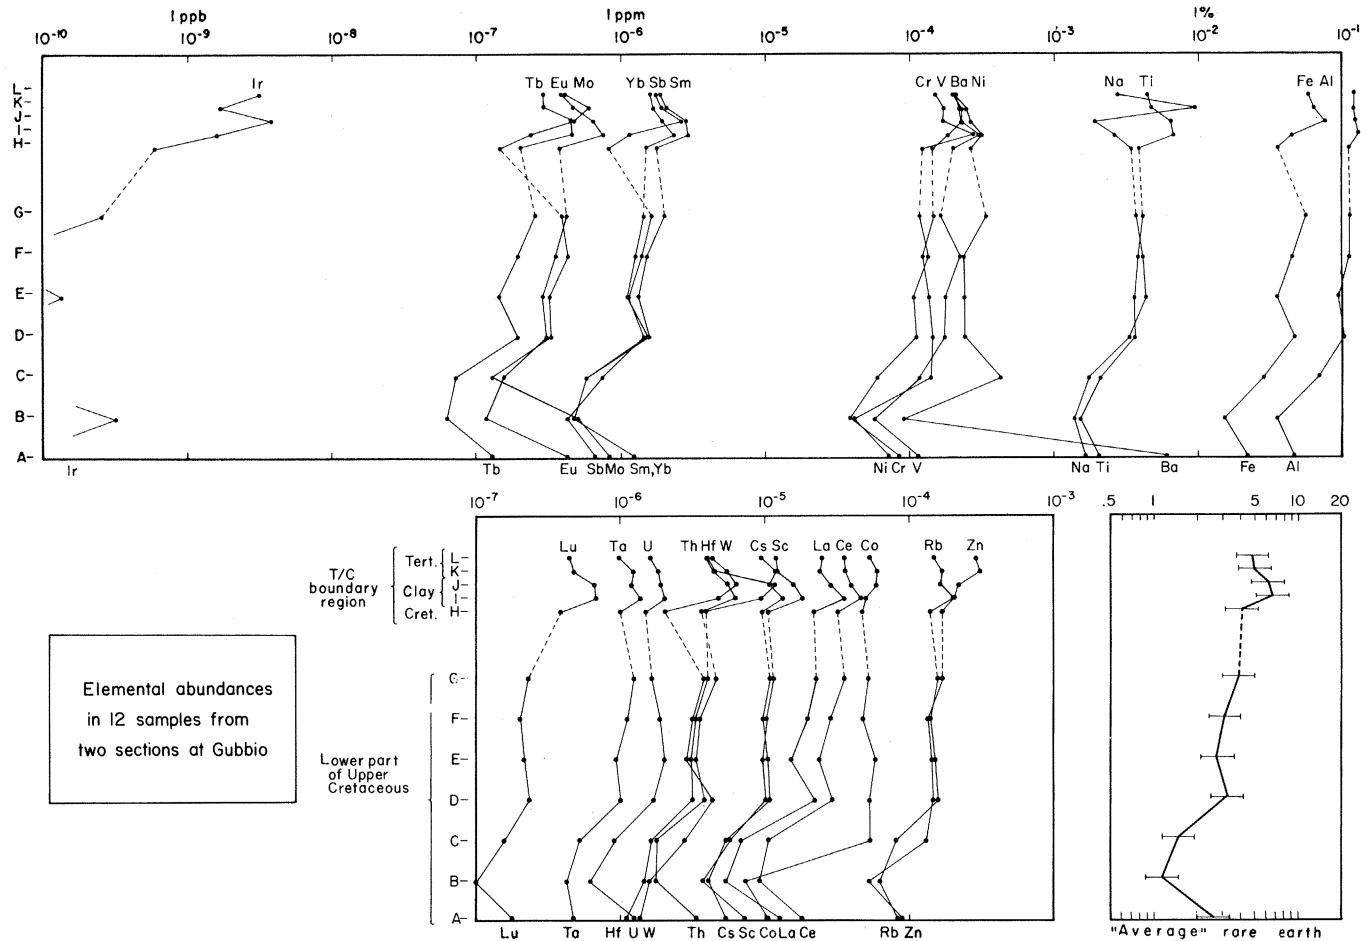 I ppb I ppm 1%
10-10 10-9 10-8 10-7 10-6 10-5 10-4 10-3 10-2 10-1
Ir Tb Eu Mo Yb Sb Sm Cr V Ba Ni Na Ti Fe Al
L-
K-
J-
I-
H-
G-
F-
E-
D-
C-
B-
A-
Ir Tb Eu Sb Mo Sm,Yb Ni Cr V Na Ti Ba Fe Al
10-7 10-6 10-5 10-4 10-3
.5 1 5 10 20
Lu Ta U Th Hf W Cs Sc La Ce Co Rb Zn
T/C
boundary
region
Tert.
Clay
Cret.
L-
K-
J-
I-
H-
G-
F-
E-
D-
C-
B-
A-
Lower part
of Upper
Cretaceous
Elemental abundances
in 12 samples from
two sections at Gubbio
Lu Ta Hf U W Th Cs Sc Co La Ce Rb Zn
"Average" rare earth